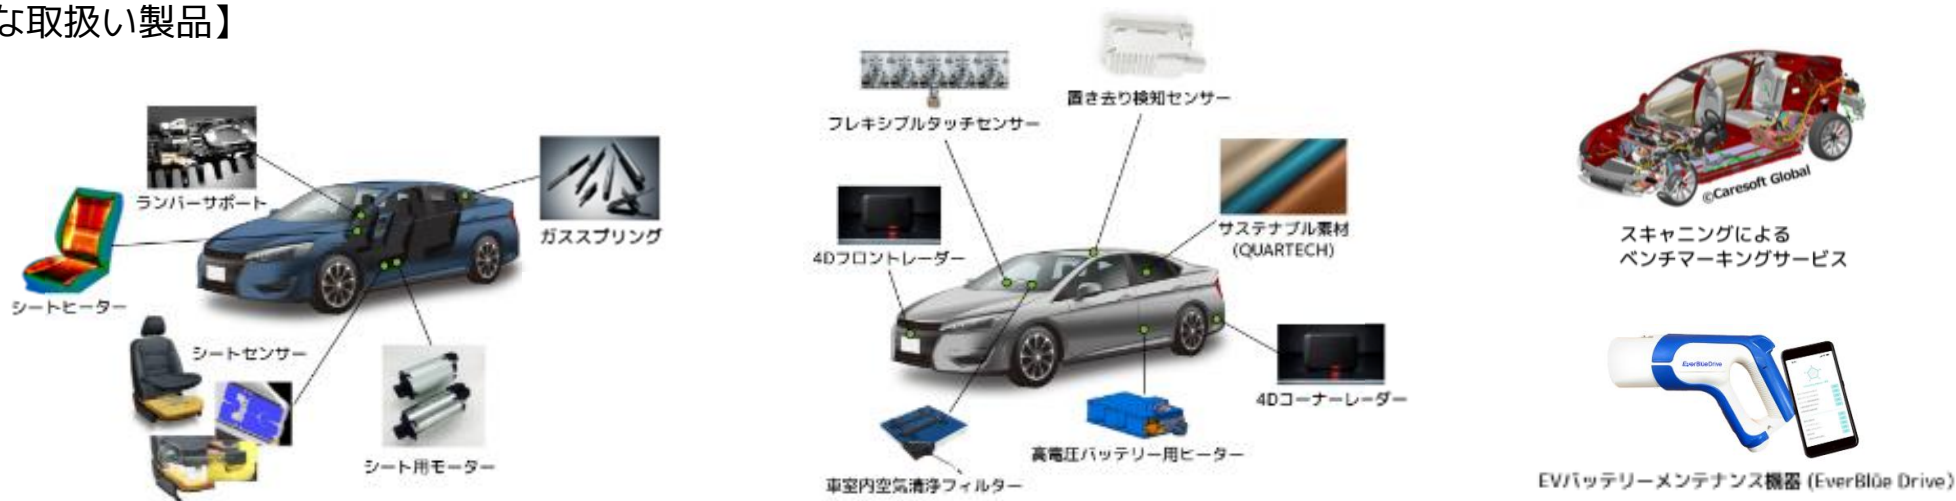 な取扱い製品】
ランバーサポート
シートヒーター
ガススプリング
シートセンサー
シート用モーター
フレキシブルタッチセンサー
置き去り検知センサー
4Dフロントレーダー
サステナブル素材
(QUARTECH)
4Dコーナーレーダー
高電圧バッテリー用ヒーター
車室内空気清浄フィルター
©Caresoft Global
スキャニングによる
ベンチマーキングサービス
EverBlueDrive
EVバッテリーメンテナンス機器 (EverBlūe Drive)